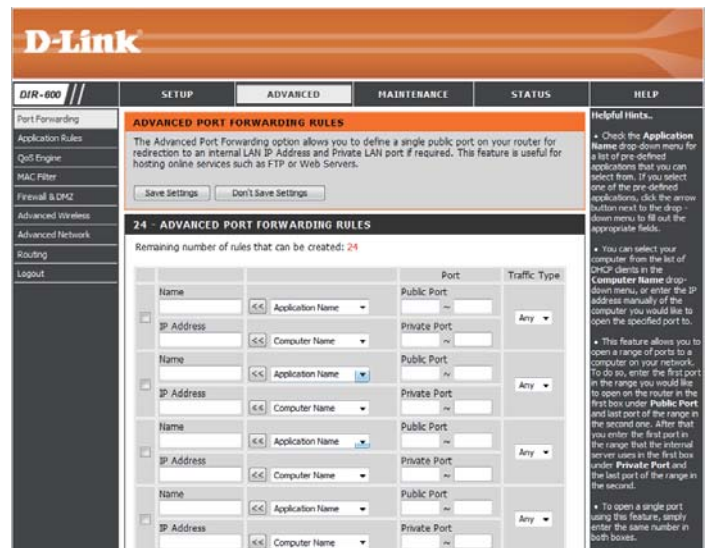 D-Link
DIR-600
SETUP
ADVANCED
MAINTENANCE
STATUS
HELP
Port Forwarding
Application Rules
QoS Engine
MAC Filter
Firewall & DMZ
Advanced Wireless
Advanced Network
Routing
Logout
ADVANCED PORT FORWARDING RULES
The Advanced Port Forwarding option allows you to define a single public port on your router for
redirection to an internal LAN IP Address and Private LAN port if required. This feature is useful for
hosting online services such as FTP or Web Servers.
Save Settings
Don't Save Settings
24 - ADVANCED PORT FORWARDING RULES
Remaining number of rules that can be created: 24
Port
Traffic Type
Name
<<
Application Name
Public Port
~
IP Address
<<
Computer Name
Private Port
~
Any
Name
<<
Application Name
Public Port
~
IP Address
<<
Computer Name
Private Port
~
Any
Name
<<
Application Name
Public Port
~
IP Address
<<
Computer Name
Private Port
~
Any
Name
<<
Application Name
Public Port
~
IP Address
<<
Computer Name
Private Port
~
Any
Helpful Hints..
• Check the Application
Name drop-down menu for
a list of pre-defined
applications that you can
select from. If you select
one of the pre-defined
applications, click the arrow
button next to the drop -
down menu to fill out the
appropriate fields.
• You can select your
computer from the list of
DHCP clients in the
Computer Name drop-
down menu, or enter the IP
address manually of the
computer you would like to
open the specified port to.
• This feature allows you to
open a range of ports to a
computer on your network.
To do so, enter the first port
in the range you would like
to open on the router in the
first box under Public Port
and last port of the range in
the second one. After that
you enter the first port in
the range that the internal
server uses in the first box
under Private Port and
the last port of the range in
the second.
• To open a single port
using this feature, simply
enter the same number in
both boxes.